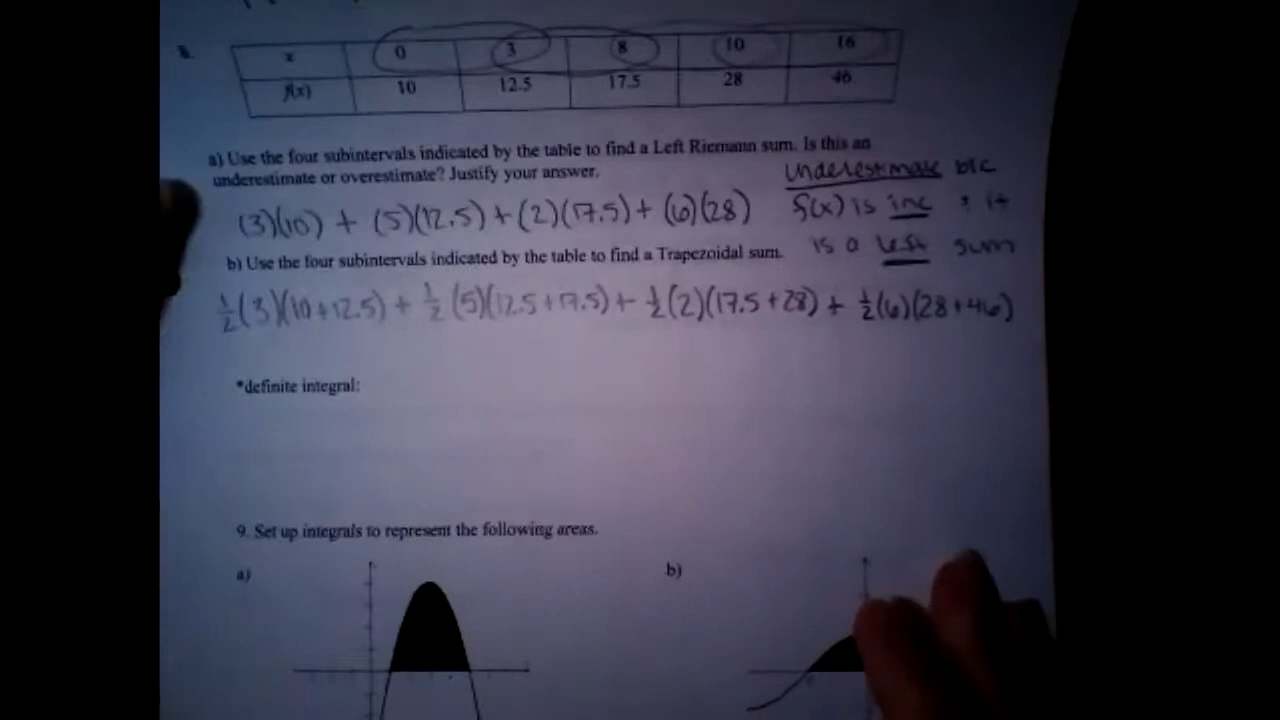 8.
x 0 3 8 10 16
f(x) 10 12.5 17.5 28 46
a) Use the four subintervals indicated by the table to find a Left Riemann sum. Is this an
underestimate or overestimate? Justify your answer.
underestimate b/c
f(x) is inc & it
is a left sum
(3)(10) + (5)(12.5) + (2)(17.5) + (6)(28)
b) Use the four subintervals indicated by the table to find a Trapezoidal sum.
½(3)(10+12.5) + ½(5)(12.5+17.5) + ½(2)(17.5+28) + ½(6)(28+46)
*definite integral:
9. Set up integrals to represent the following areas.
a)
b)